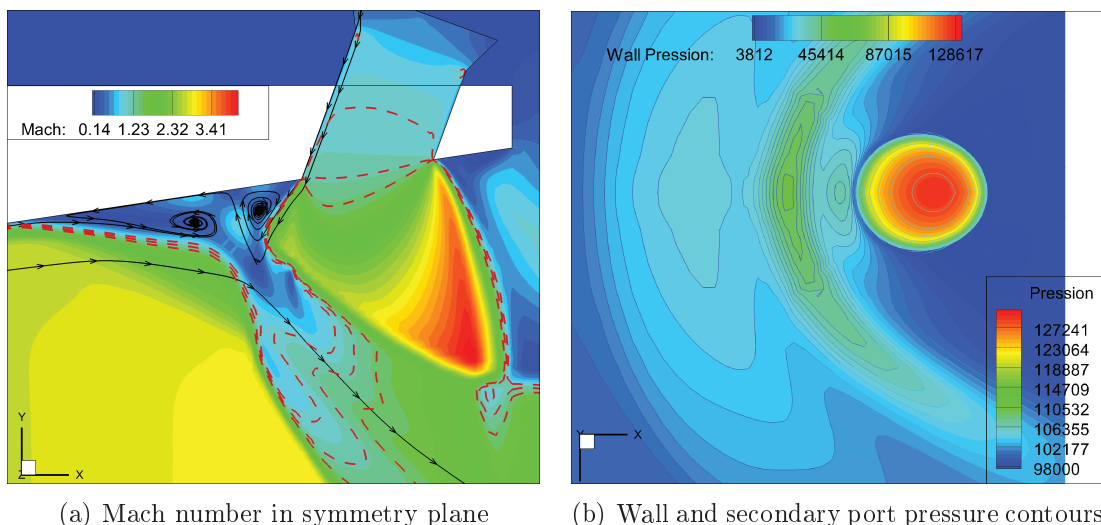 Mach: 0.14 1.23 2.32 3.41
Y
Z X
Wall Pression: 3812 45414 87015 128617
Pression
127241
123064
118887
114709
110532
106355
102177
98000
Y X
(a) Mach number in symmetry plane
(b) Wall and secondary port pressure contours